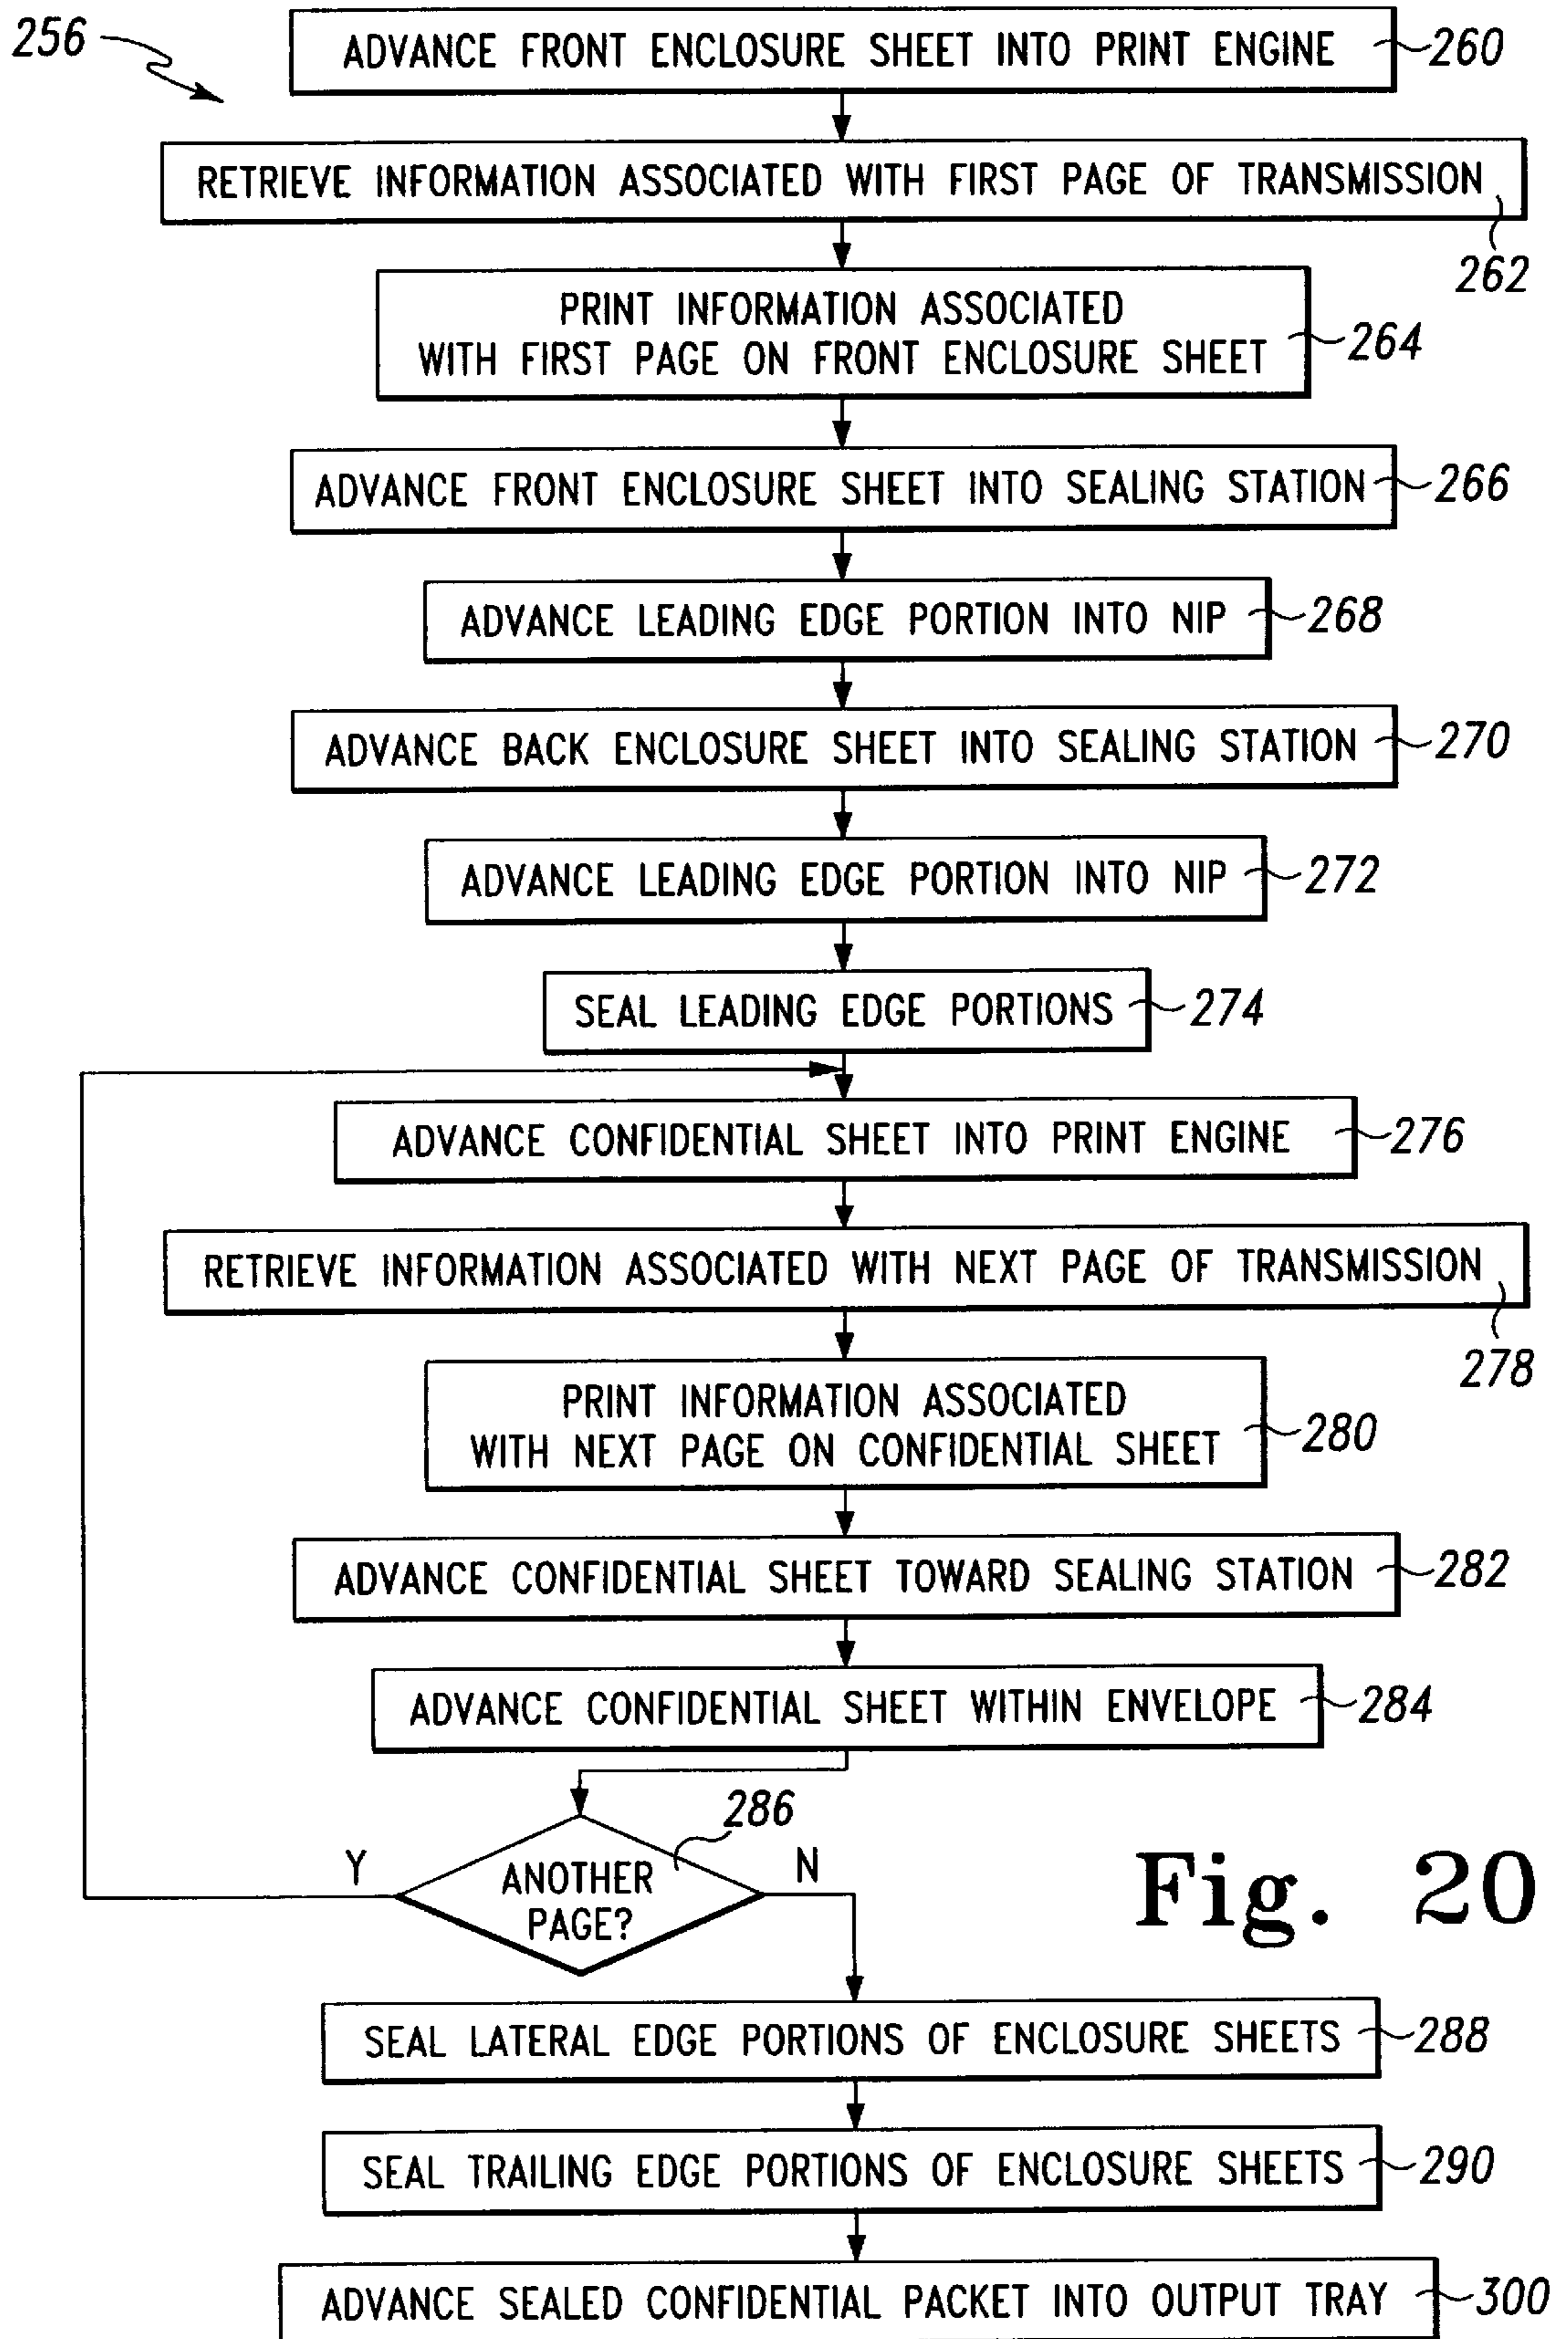 256
ADVANCE FRONT ENCLOSURE SHEET INTO PRINT ENGINE 260
RETRIEVE INFORMATION ASSOCIATED WITH FIRST PAGE OF TRANSMISSION
262
PRINT INFORMATION ASSOCIATED
WITH FIRST PAGE ON FRONT ENCLOSURE SHEET 264
ADVANCE FRONT ENCLOSURE SHEET INTO SEALING STATION 266
ADVANCE LEADING EDGE PORTION INTO NIP 268
ADVANCE BACK ENCLOSURE SHEET INTO SEALING STATION 270
ADVANCE LEADING EDGE PORTION INTO NIP 272
SEAL LEADING EDGE PORTIONS 274
ADVANCE CONFIDENTIAL SHEET INTO PRINT ENGINE 276
RETRIEVE INFORMATION ASSOCIATED WITH NEXT PAGE OF TRANSMISSION
278
PRINT INFORMATION ASSOCIATED
WITH NEXT PAGE ON CONFIDENTIAL SHEET 280
ADVANCE CONFIDENTIAL SHEET TOWARD SEALING STATION 282
ADVANCE CONFIDENTIAL SHEET WITHIN ENVELOPE 284
286
Y
ANOTHER
PAGE?
N
Fig. 20
SEAL LATERAL EDGE PORTIONS OF ENCLOSURE SHEETS 288
SEAL TRAILING EDGE PORTIONS OF ENCLOSURE SHEETS 290
ADVANCE SEALED CONFIDENTIAL PACKET INTO OUTPUT TRAY 300